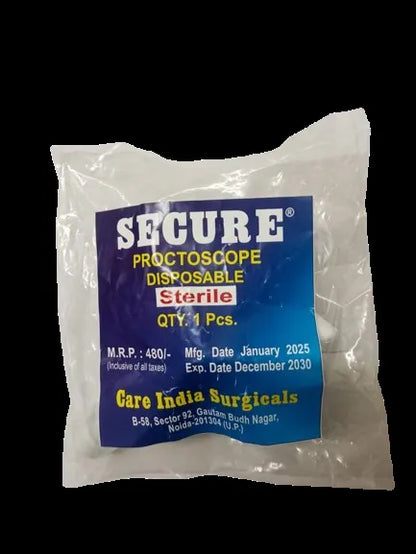 SECURE®
PROCTOSCOPE
DISPOSABLE
Sterile
QTY. 1 Pcs.
M.R.P. : 480/- Mfg. Date January 2025
(Inclusive of all taxes) Exp. Date December 2030
Care India Surgicals
B-58, Sector 92, Gautam Budh Nagar,
Noida-201304 (U.P.)